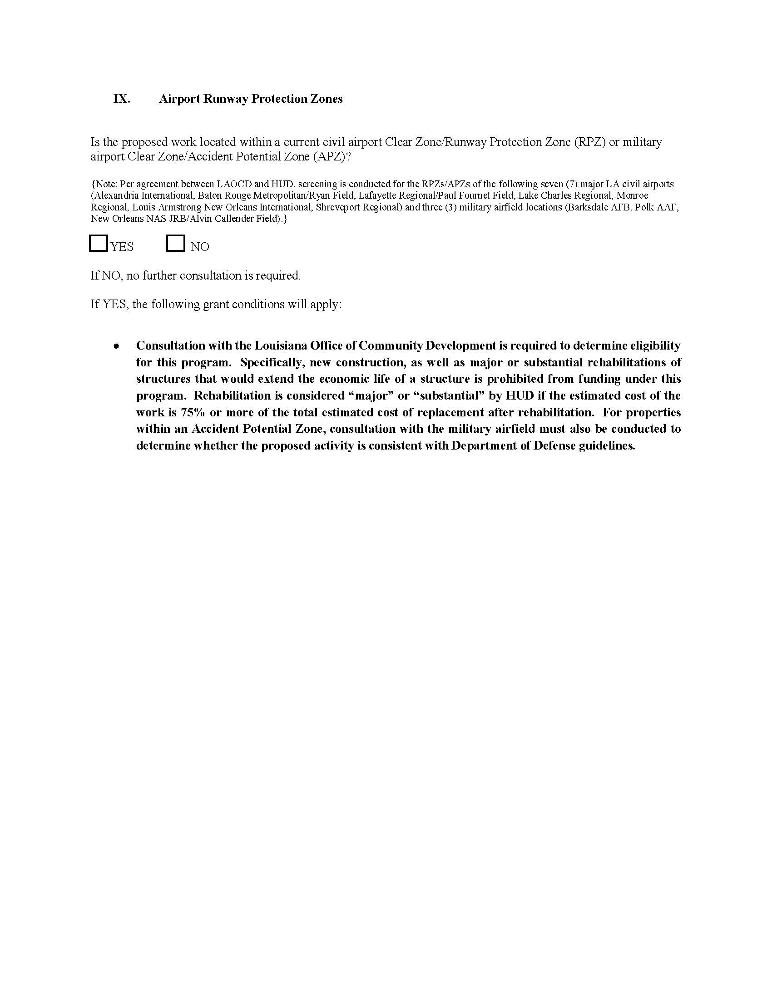 IX. Airport Runway Protection Zones
Is the proposed work located within a current civil airport Clear Zone/Runway Protection Zone (RPZ) or military
airport Clear Zone/Accident Potential Zone (APZ)?
{Note: Per agreement between LAOCD and HUD, screening is conducted for the RPZs/APZs of the following seven (7) major LA civil airports
(Alexandria International, Baton Rouge Metropolitan/Ryan Field, Lafayette Regional/Paul Fournet Field, Lake Charles Regional, Monroe
Regional, Louis Armstrong New Orleans International, Shreveport Regional) and three (3) military airfield locations (Barksdale AFB, Polk AAF,
New Orleans NAS JRB/Alvin Callender Field).}
YES NO
If NO, no further consultation is required.
If YES, the following grant conditions will apply:
• Consultation with the Louisiana Office of Community Development is required to determine eligibility
for this program. Specifically, new construction, as well as major or substantial rehabilitations of
structures that would extend the economic life of a structure is prohibited from funding under this
program. Rehabilitation is considered “major” or “substantial” by HUD if the estimated cost of the
work is 75% or more of the total estimated cost of replacement after rehabilitation. For properties
within an Accident Potential Zone, consultation with the military airfield must also be conducted to
determine whether the proposed activity is consistent with Department of Defense guidelines.